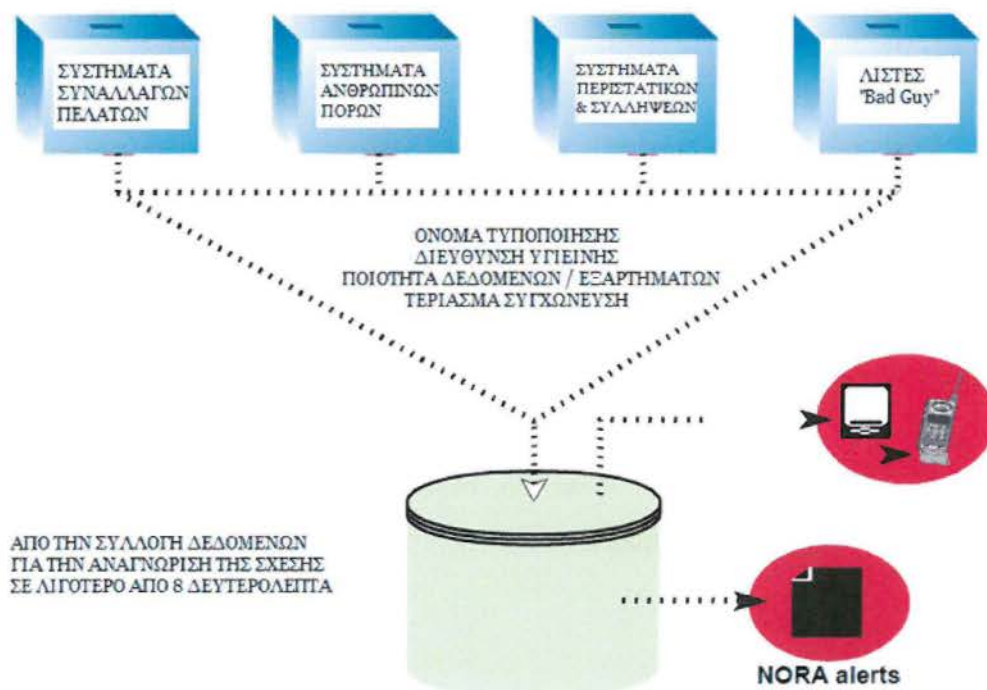 ΣΥΣΤΗΜΑΤΑ
ΣΥΝΑΛΛΑΓΩΝ
ΠΕΛΑΤΩΝ
ΣΥΣΤΗΜΑΤΑ
ΑΝΘΡΩΠΙΝΩΝ
ΠΟΡΩΝ
ΣΥΣΤΗΜΑΤΑ
ΠΕΡΙΣΤΑΤΙΚΩΝ
& ΣΥΛΛΗΨΕΩΝ
ΛΙΣΤΕΣ
"Bad Guy"
ΟΝΟΜΑ ΤΥΠΟΠΟΙΗΣΗΣ
ΔΙΕΥΘΥΝΣΗ ΥΓΙΕΙΝΗΣ
ΠΟΙΟΤΗΤΑ ΔΕΔΟΜΕΝΩΝ / ΕΞΑΡΤΗΜΑΤΩΝ
ΤΕΡΙΑΣΜΑ ΣΥΓΧΩΝΕΥΣΗ
ΑΠΟ ΤΗΝ ΣΥΛΛΟΓΗ ΔΕΔΟΜΕΝΩΝ
ΓΙΑ ΤΗΝ ΑΝΑΓΝΩΡΙΣΗ ΤΗΣ ΣΧΕΣΗΣ
ΣΕ ΛΙΓΟΤΕΡΟ ΑΠΟ 8 ΔΕΥΤΕΡΟΛΕΠΤΑ
NORA alerts